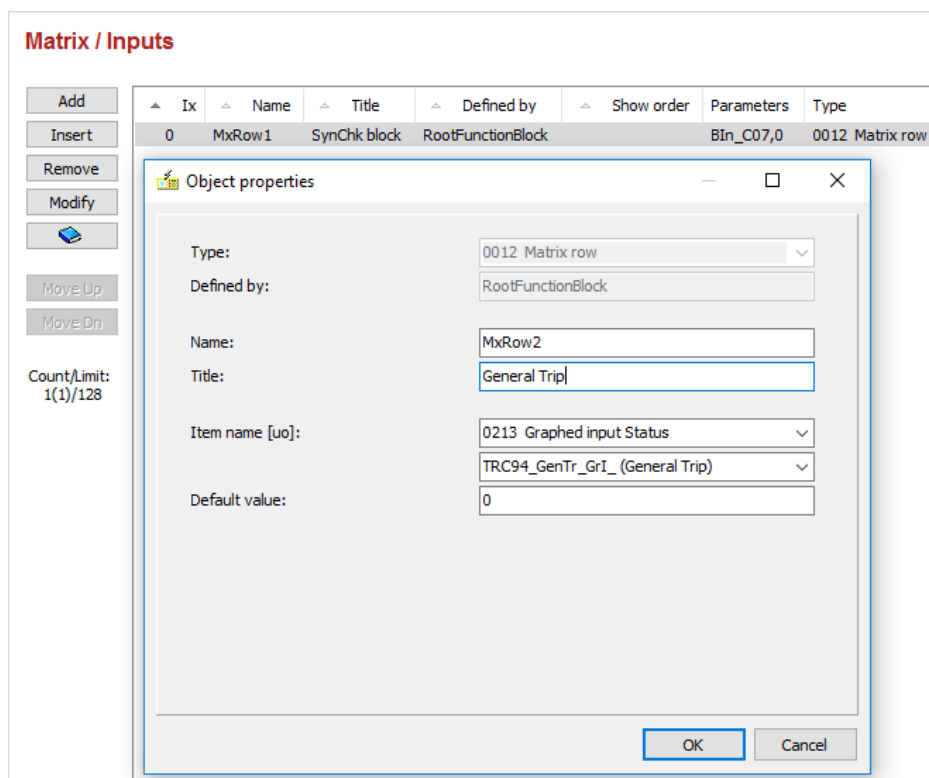 Matrix / Inputs
Add
Insert
Remove
Modify
Move Up
Move Dn
Count/Limit:
1(1)/128
Ix Name Title Defined by Show order Parameters Type
0 MxRow1 SynChk block RootFunctionBlock BIn_C07,0 0012 Matrix row
Object properties
Type: 0012 Matrix row
Defined by: RootFunctionBlock
Name: MxRow2
Title: General Trip
Item name [uo]: 0213 Graphed input Status
TRC94_GenTr_GrI_ (General Trip)
Default value: 0
OK Cancel